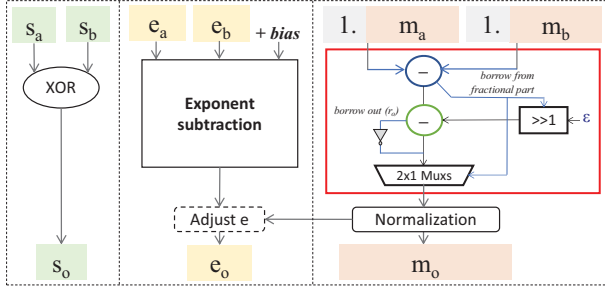 s_a s_b
XOR
s_o
e_a e_b + bias
Exponent
subtraction
Adjust e
e_o
1. m_a 1. m_b
−
borrow from
fractional part
borrow out (r_o)
−
>>1
ε
2x1 Muxs
Normalization
m_o